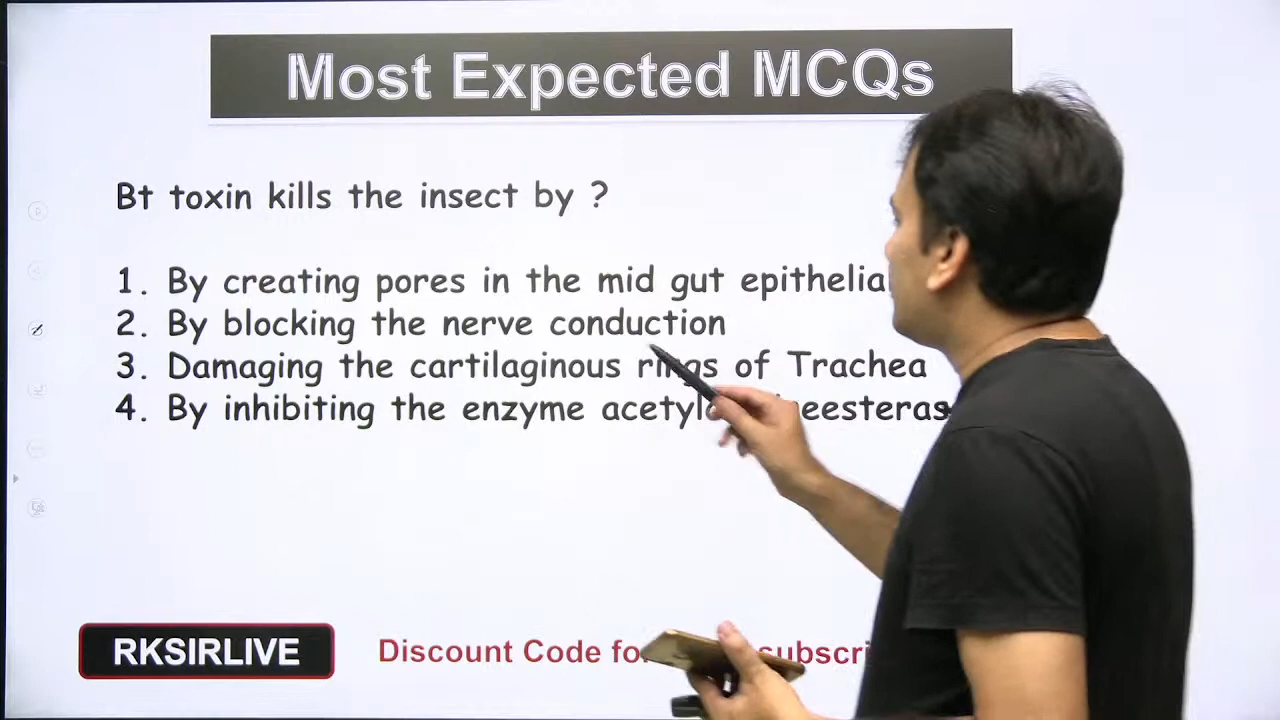 Most Expected MCQs
Bt toxin kills the insect by ?
1. By creating pores in the mid gut
2. By blocking the nerve conduction
3. Damaging the cartilaginous rings of Trachea
4. By inhibiting the enzyme
RKSIRLIVE
Discount Code